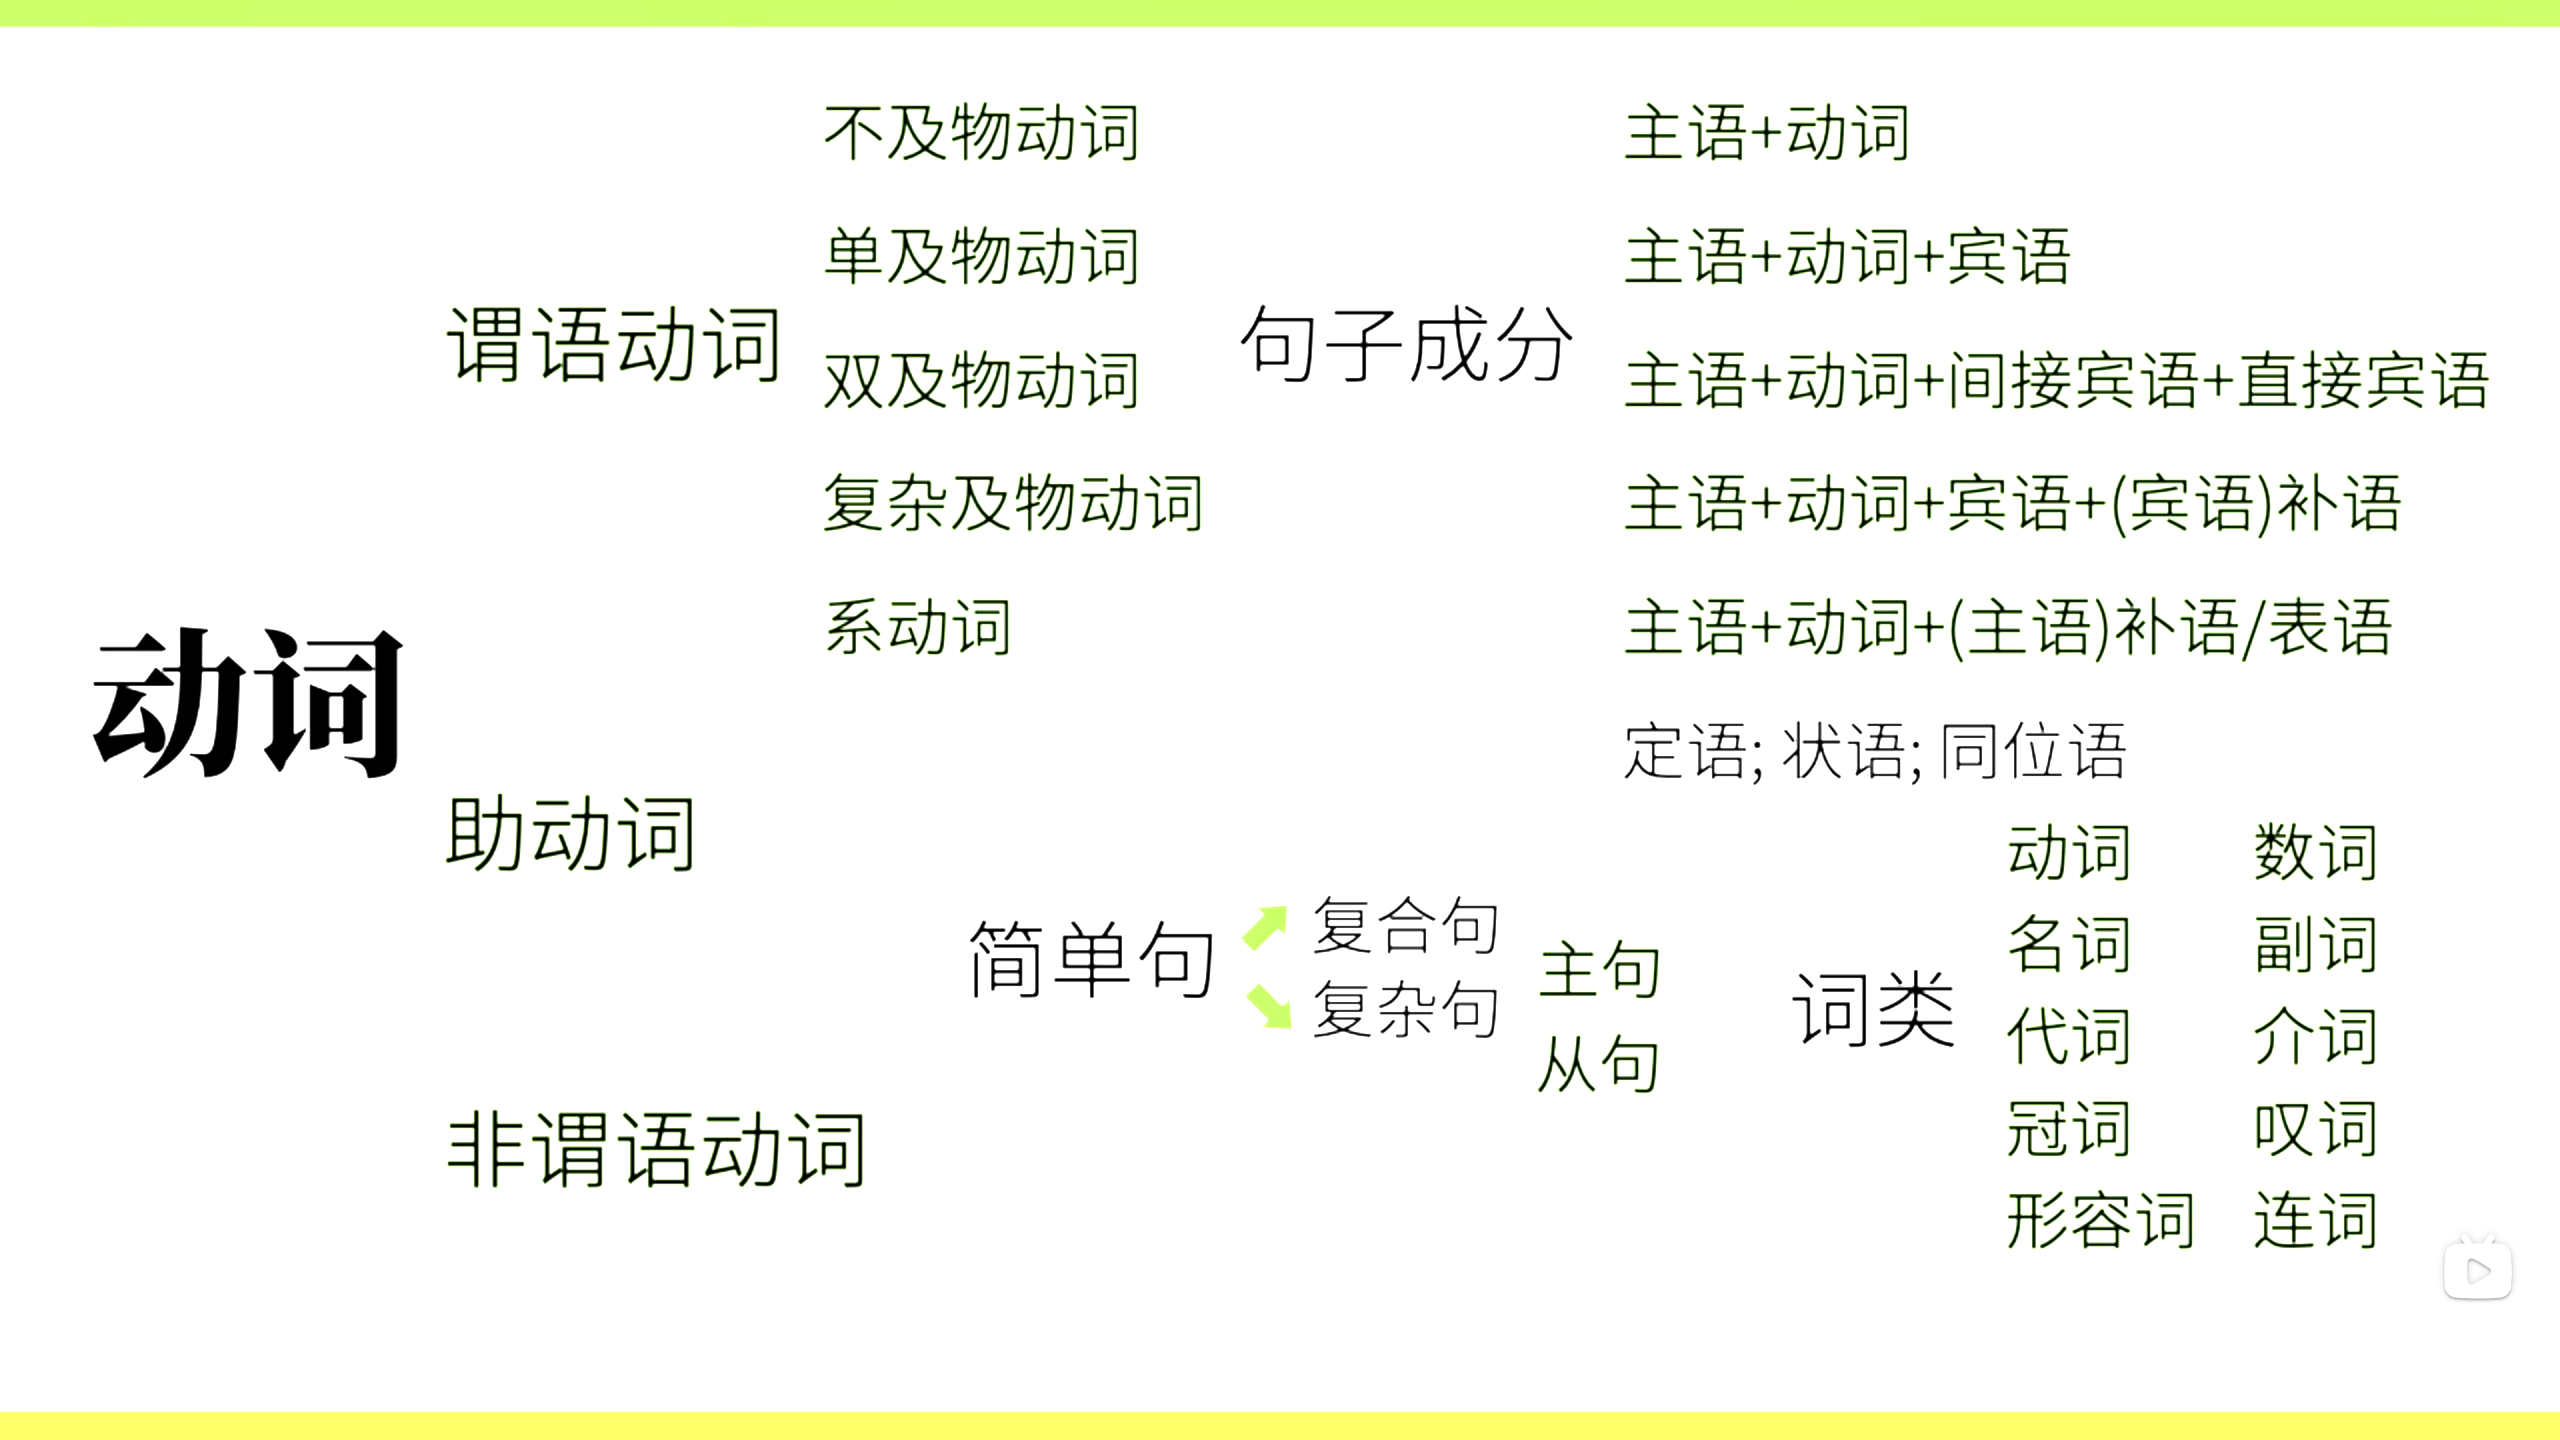 不及物动词
主语+动词
单及物动词
主语+动词+宾语
谓语动词
句子成分
双及物动词
主语+动词+间接宾语+直接宾语
复杂及物动词
主语+动词+宾语+(宾语)补语
系动词
主语+动词+(主语)补语/表语
动词
定语; 状语; 同位语
助动词
简单句
复合句
复杂句
主句
从句
词类
动词
数词
名词
副词
代词
介词
冠词
叹词
形容词
连词
非谓语动词